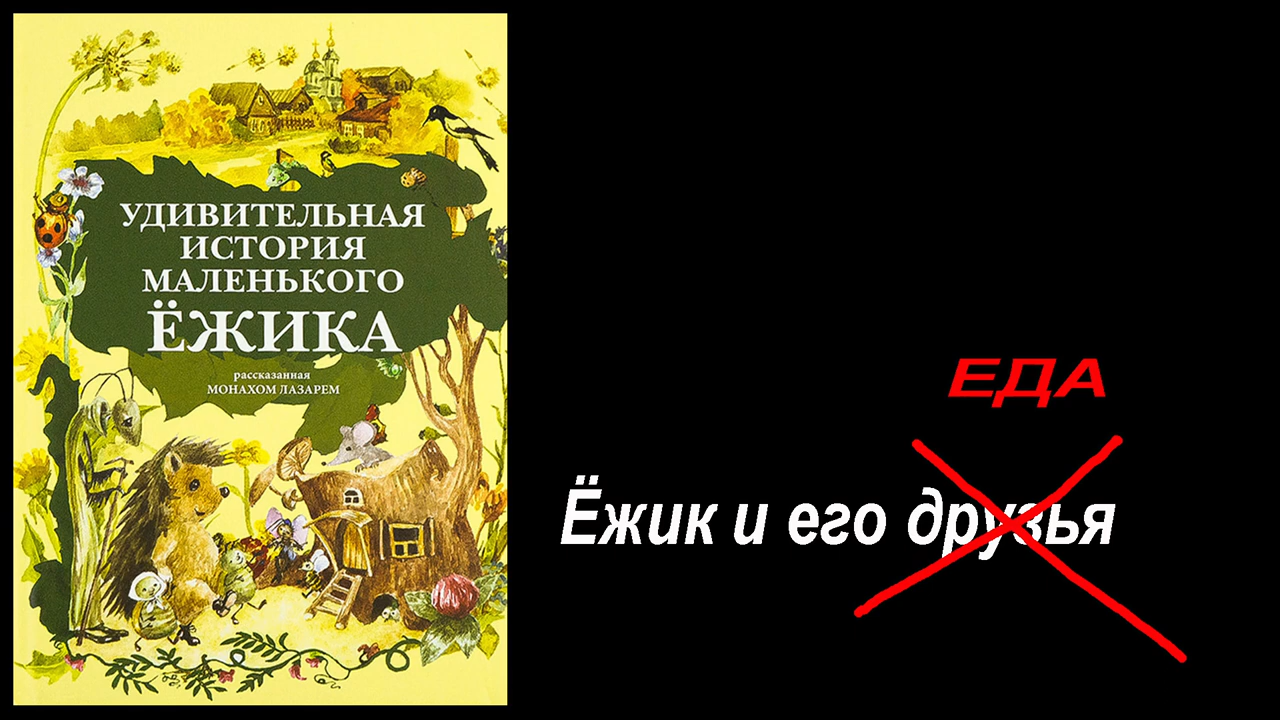 УДИВИТЕЛЬНАЯ
ИСТОРИЯ
МАЛЕНЬКОГО
ЁЖИКА
рассказанная
МОНАХОМ ЛАЗАРЕМ
ЕДА
Ёжик и его друзья